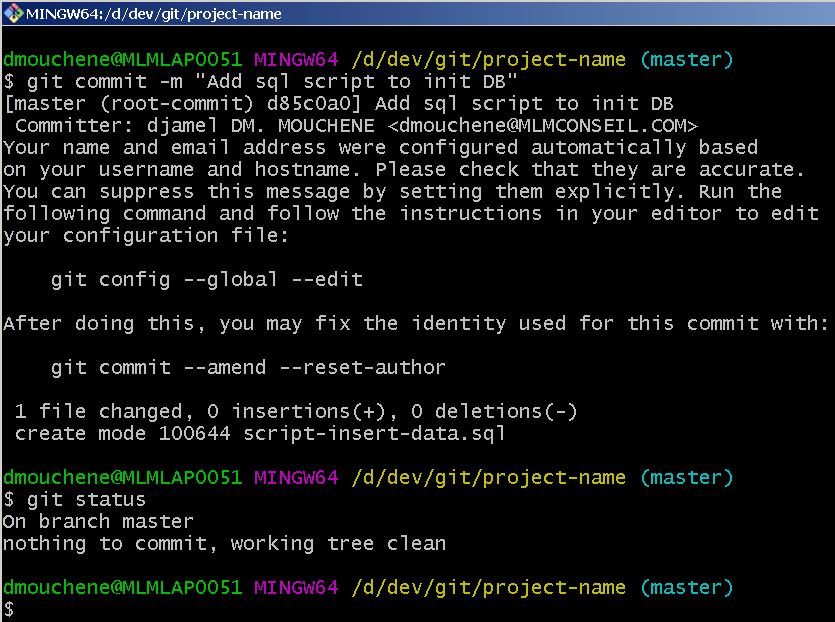 MINGW64:/d/dev/git/project-name
dmouchene@MLMLAP0051 MINGW64 /d/dev/git/project-name (master)
$ git commit -m "Add sql script to init DB"
[master (root-commit) d85c0a0] Add sql script to init DB
 Committer: djamel DM. MOUCHENE <dmouchene@MLMCONSEIL.COM>
Your name and email address were configured automatically based
on your username and hostname. Please check that they are accurate.
You can suppress this message by setting them explicitly. Run the
following command and follow the instructions in your editor to edit
your configuration file:
    git config --global --edit
After doing this, you may fix the identity used for this commit with:
    git commit --amend --reset-author
 1 file changed, 0 insertions(+), 0 deletions(-)
 create mode 100644 script-insert-data.sql
dmouchene@MLMLAP0051 MINGW64 /d/dev/git/project-name (master)
$ git status
On branch master
nothing to commit, working tree clean
dmouchene@MLMLAP0051 MINGW64 /d/dev/git/project-name (master)
$